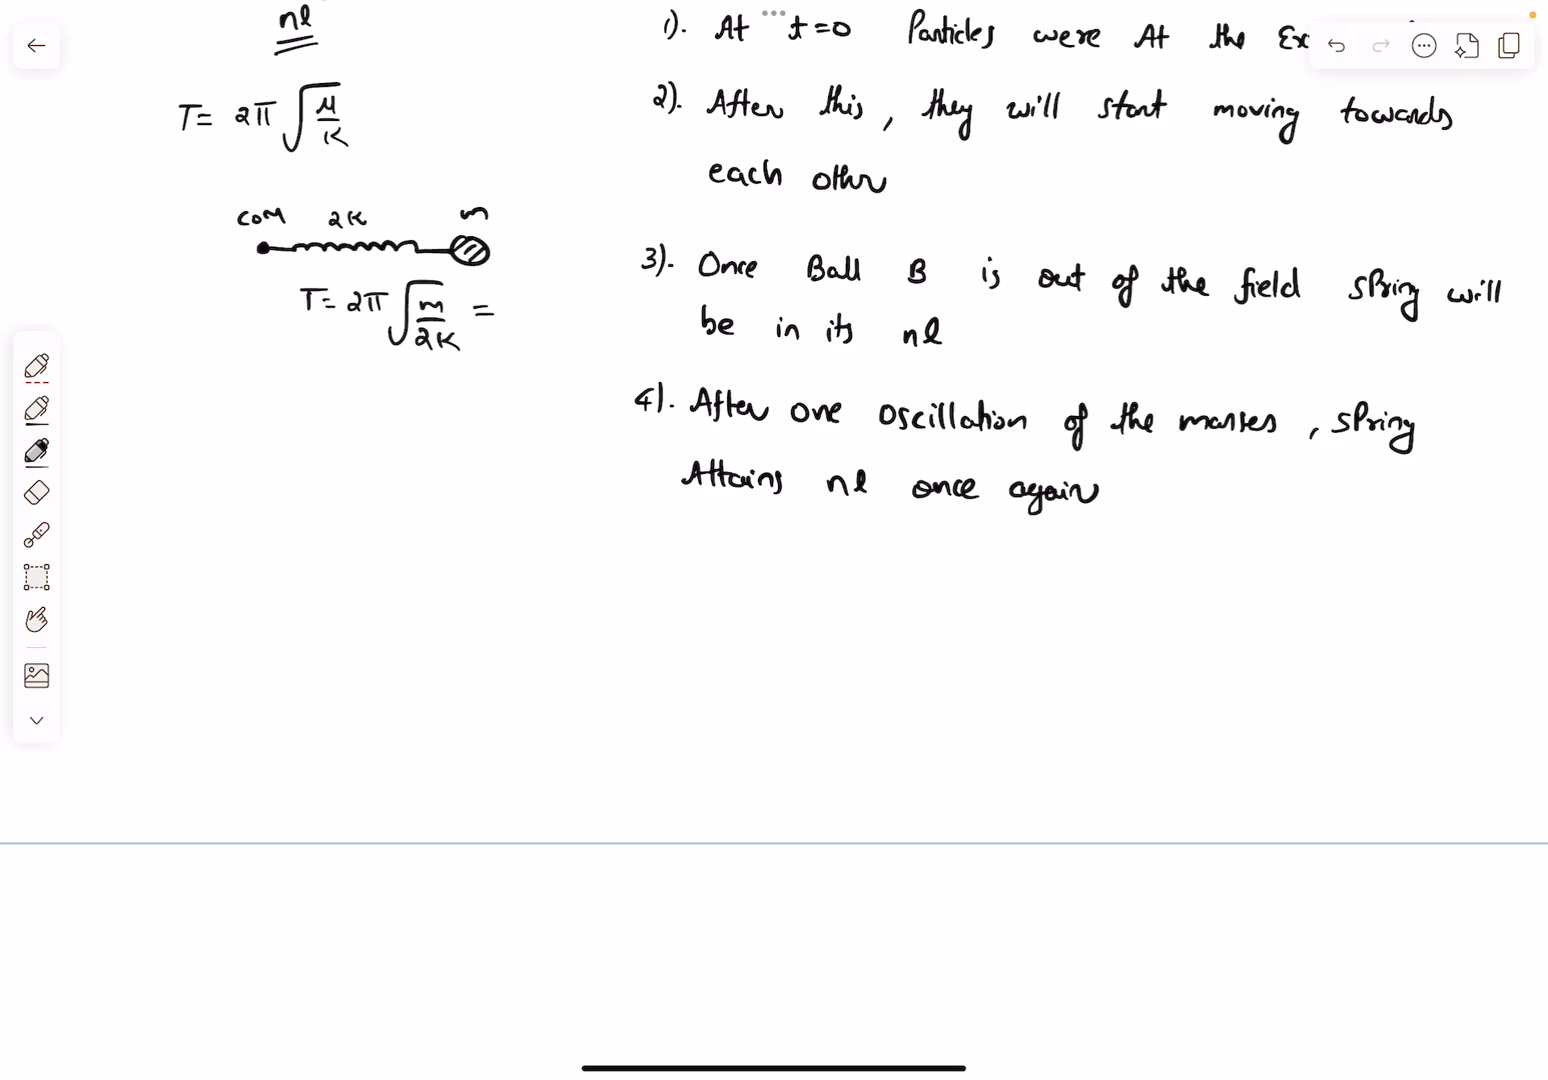 nl
T= 2π √(μ/K)
COM 2K m
T= 2π √(m/2K) =
1). At t=0 Particles were At the Ex
2). After this, they will start moving towards
each other
3). Once Ball B is out of the field spring will
be in its nl
4). After one oscillation of the masses, spring
Attains nl once again